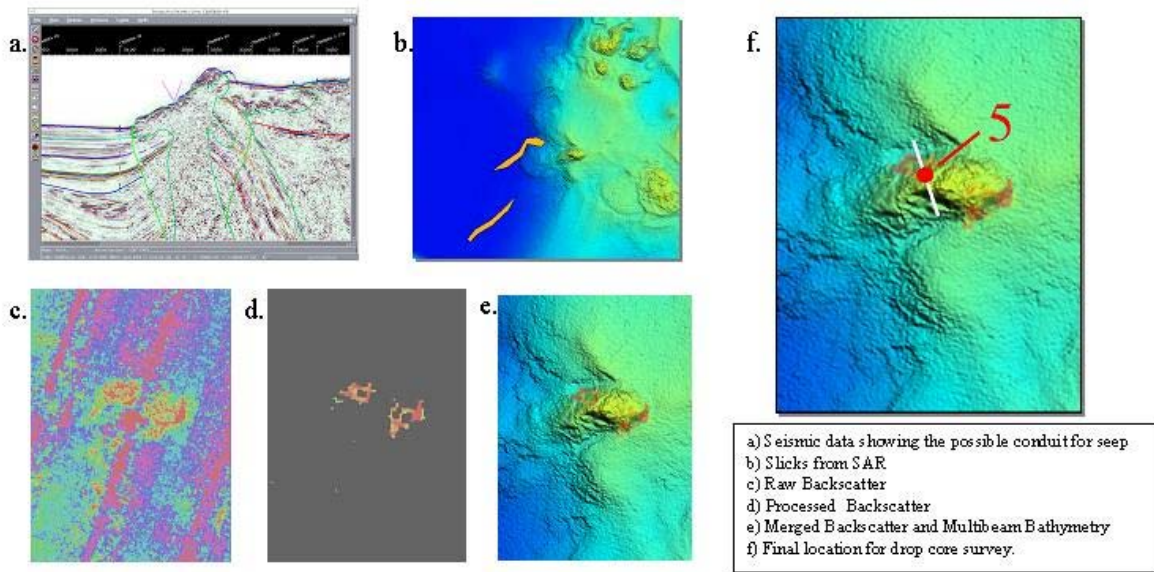 a.
b.
f.
5
c.
d.
e.
a) Seismic data showing the possible conduit for seep
b) Slicks from SAR
c) Raw Backscatter
d) Processed Backscatter
e) Merged Backscatter and Multibeam Bathymetry
f) Final location for drop core survey.